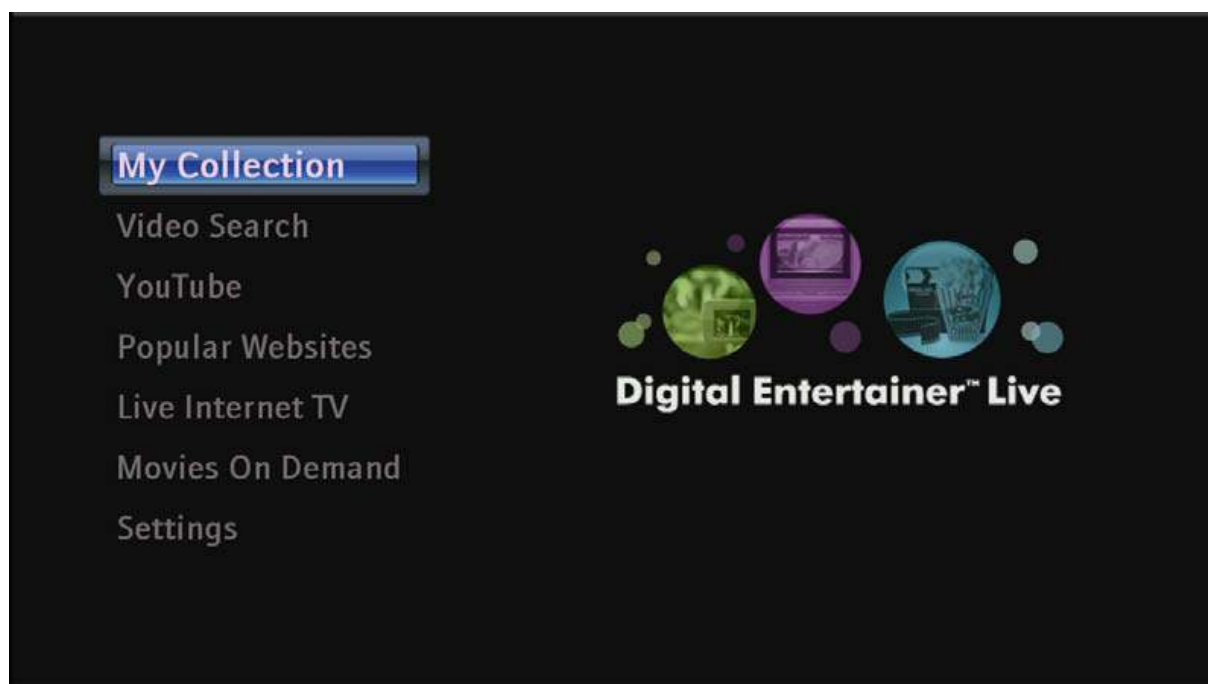 My Collection
Video Search
YouTube
Popular Websites
Live Internet TV
Movies On Demand
Settings
Digital Entertainer™ Live